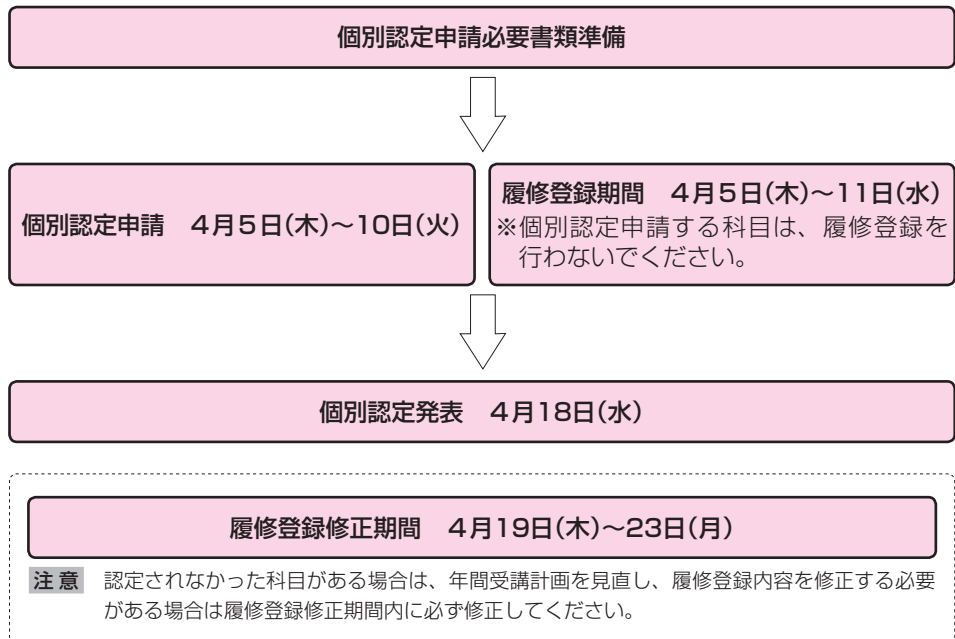 個別認定申請必要書類準備
個別認定申請　4月5日(木)～10日(火)
履修登録期間　4月5日(木)～11日(水)
※個別認定申請する科目は、履修登録を
行わないでください。
個別認定発表　4月18日(水)
履修登録修正期間　4月19日(木)～23日(月)
注意　認定されなかった科目がある場合は、年間受講計画を見直し、履修登録内容を修正する必要
がある場合は履修登録修正期間内に必ず修正してください。